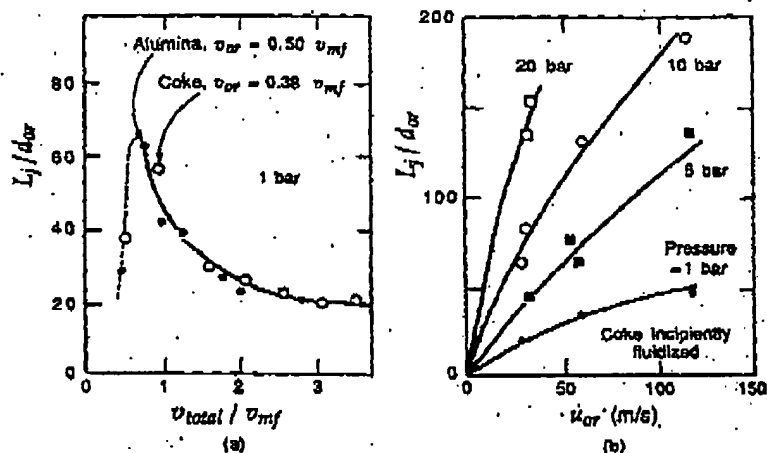 Alumina, v_or = 0.50 v_mf
Coke, v_or = 0.38 v_mf
1 bar
80
60
40
20
0
L_j / d_or
0
1
2
3
v_total / v_mf
(a)
200
100
0
L_j / d_or
20 bar
10 bar
5 bar
Pressure
=1 bar
Coke incipiently
fluidized
0
50
100
150
u_or (m/s)
(b)